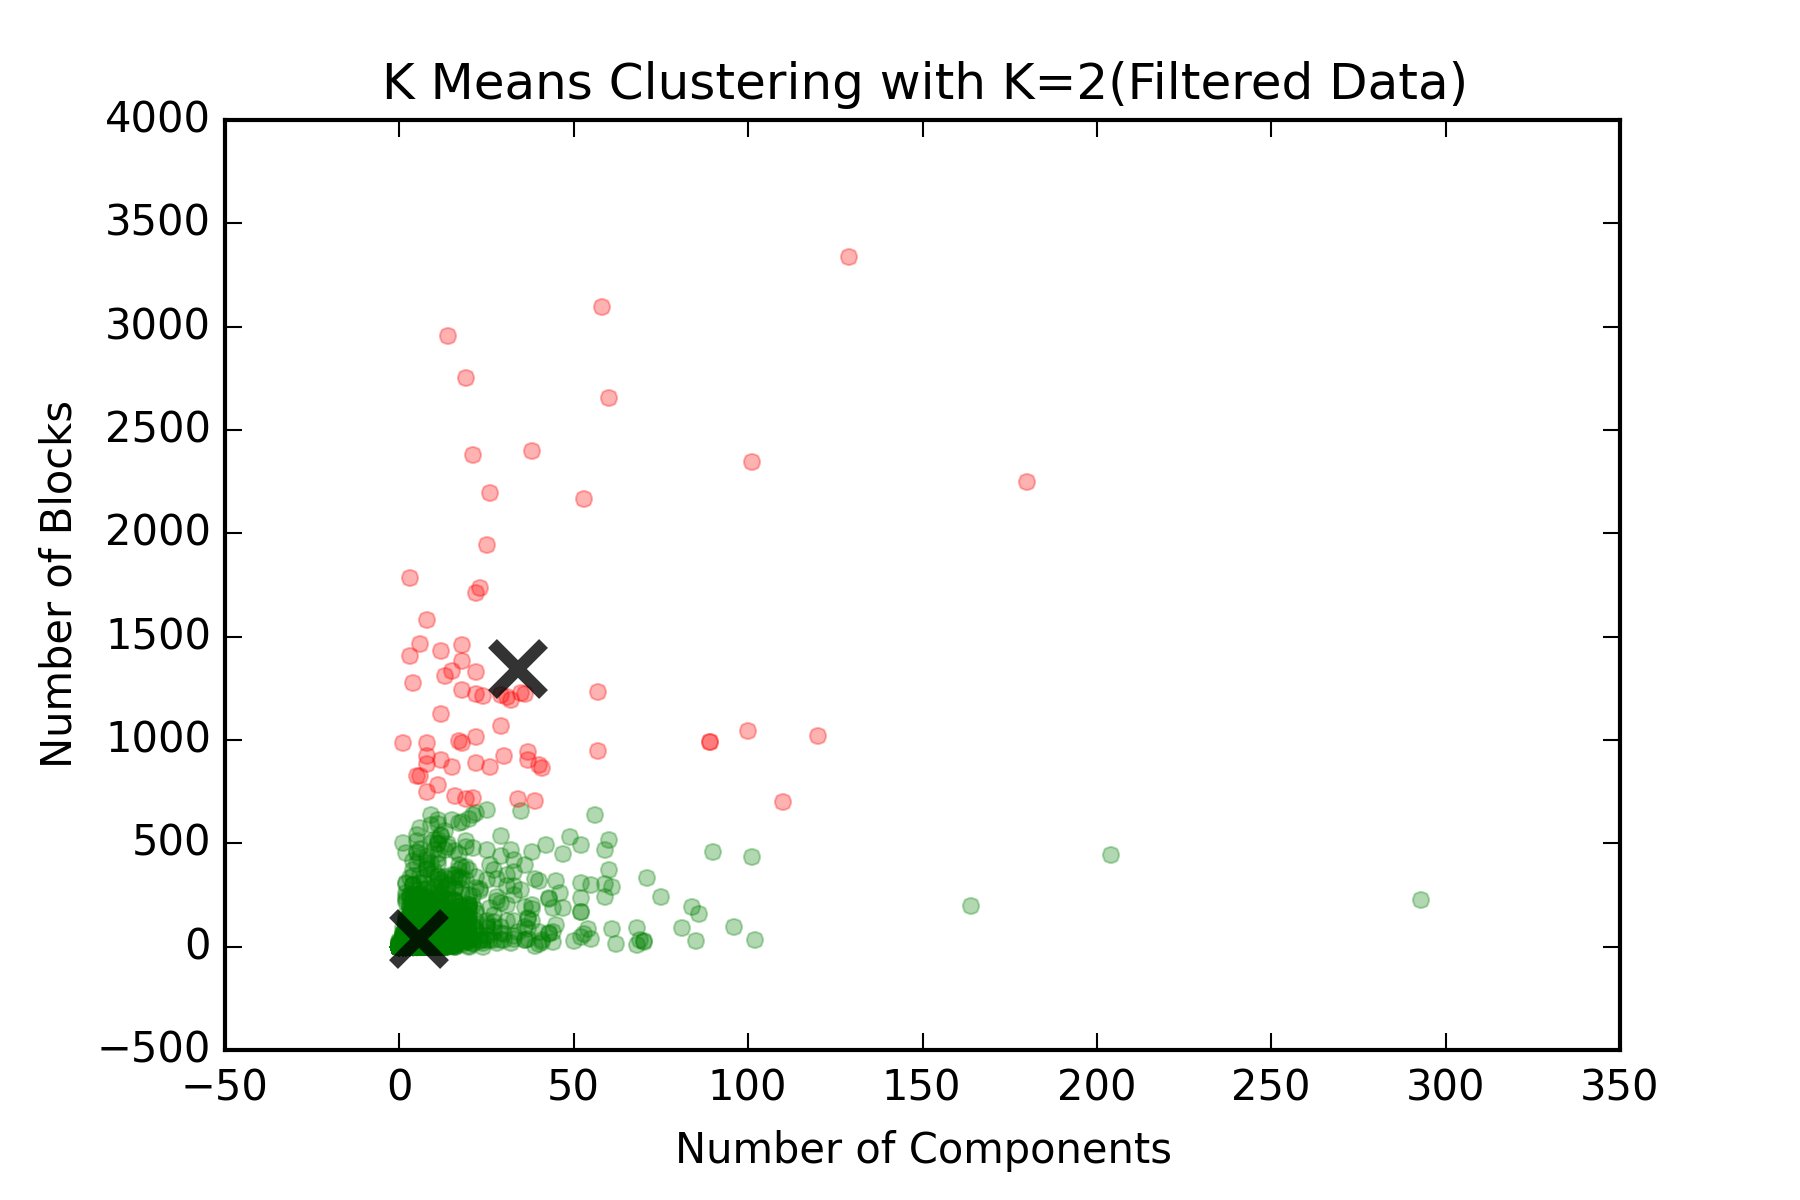 K Means Clustering with K=2(Filtered Data)
4000
3500
3000
2500
2000
1500
1000
500
0
−500
Number of Blocks
−50 0 50 100 150 200 250 300 350
Number of Components